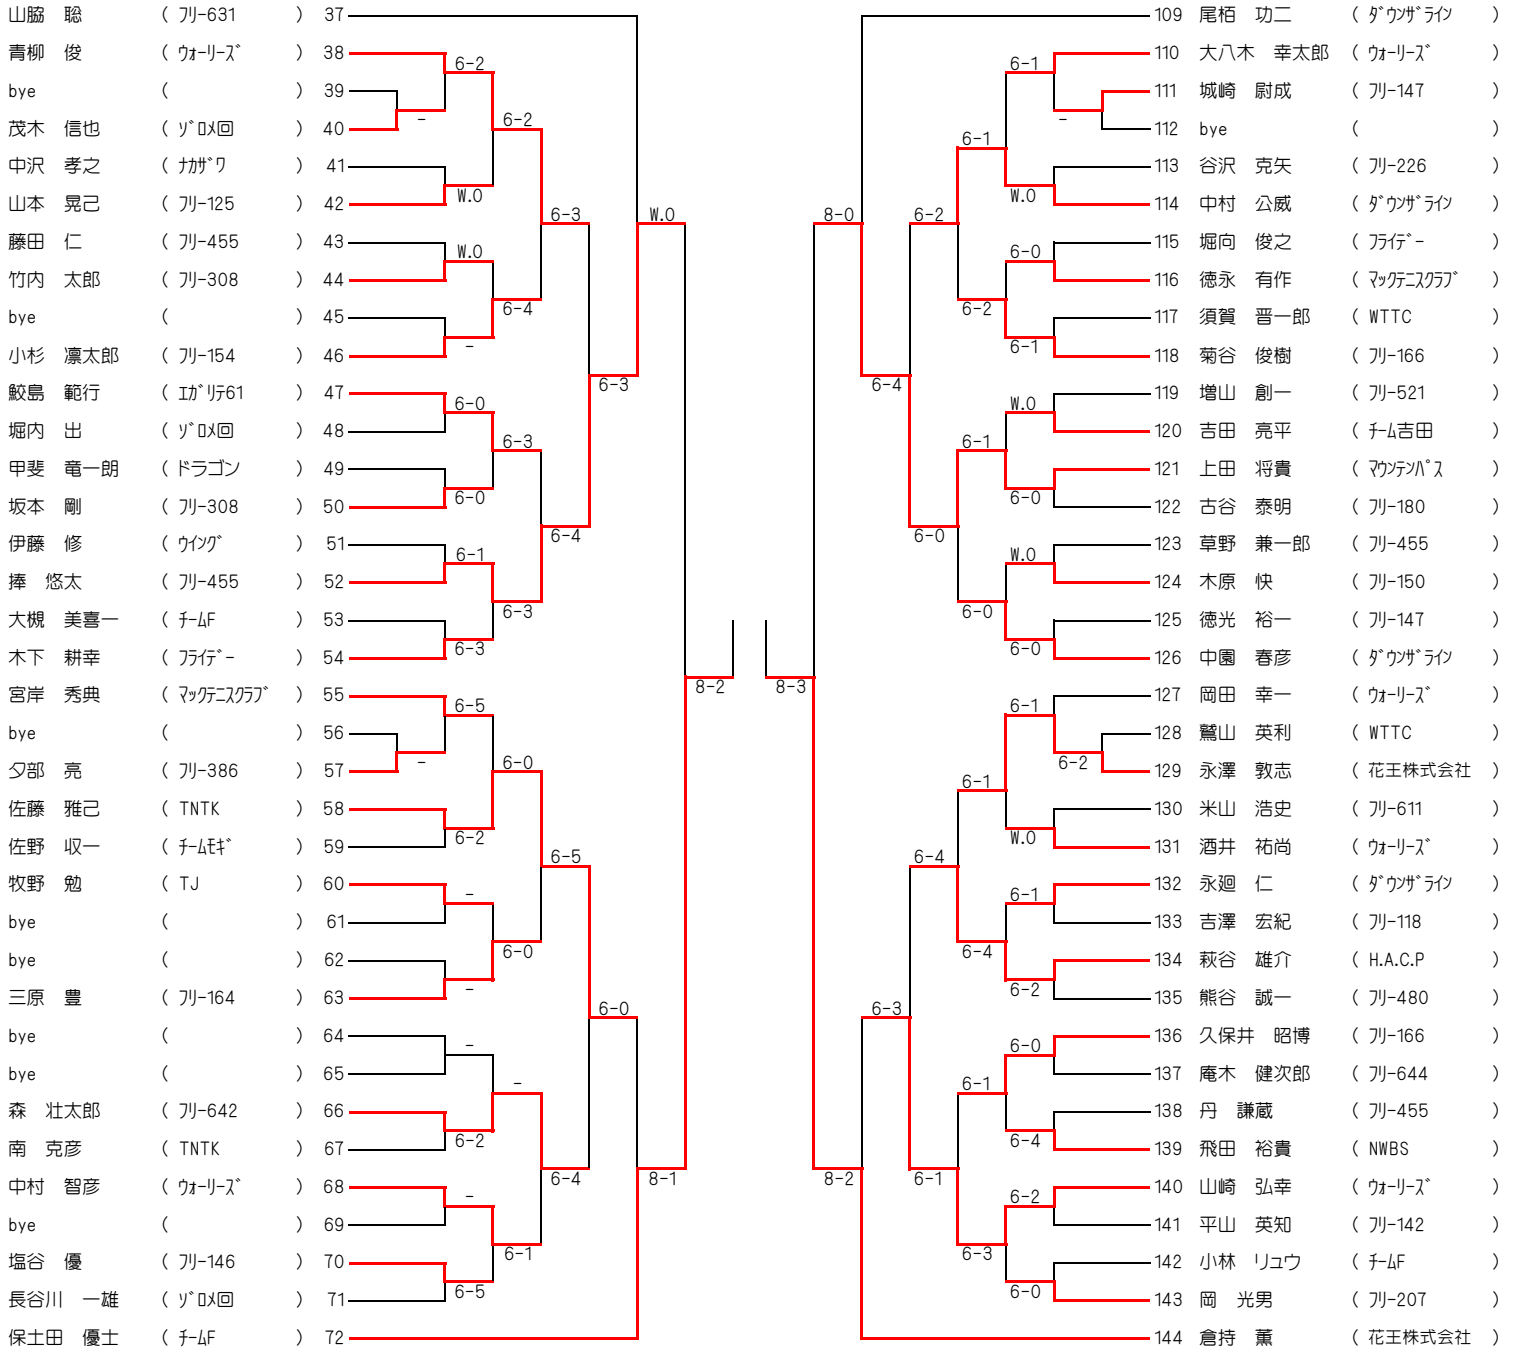 山脇　聡 （ ﾌﾘｰ-631 ） 37
青柳　俊 （ ｳｫｰﾘｰｽﾞ ） 38
bye （ ） 39
茂木　信也 （ ｿﾞﾛﾒ回 ） 40
中沢　孝之 （ ﾅｶｻﾞﾜ ） 41
山本　晃己 （ ﾌﾘｰ-125 ） 42
藤田　仁 （ ﾌﾘｰ-455 ） 43
竹内　太郎 （ ﾌﾘｰ-308 ） 44
bye （ ） 45
小杉　凛太郎 （ ﾌﾘｰ-154 ） 46
鮫島　範行 （ ｴｶﾞﾘﾃ61 ） 47
堀内　出 （ ｿﾞﾛﾒ回 ） 48
甲斐　竜一朗 （ ドラゴン ） 49
坂本　剛 （ ﾌﾘｰ-308 ） 50
伊藤　修 （ ｳｲﾝｸﾞ ） 51
捧　悠太 （ ﾌﾘｰ-455 ） 52
大槻　美喜一 （ ﾁｰﾑF ） 53
木下　耕幸 （ ﾌﾗｲﾃﾞｰ ） 54
宮岸　秀典 （ ﾏｯｸﾃﾆｽｸﾗﾌﾞ ） 55
bye （ ） 56
夕部　亮 （ ﾌﾘｰ-386 ） 57
佐藤　雅己 （ TNTK ） 58
佐野　収一 （ ﾁｰﾑﾓｷﾞ ） 59
牧野　勉 （ TJ ） 60
bye （ ） 61
bye （ ） 62
三原　豊 （ ﾌﾘｰ-164 ） 63
bye （ ） 64
bye （ ） 65
森　壮太郎 （ ﾌﾘｰ-642 ） 66
南　克彦 （ TNTK ） 67
中村　智彦 （ ｳｫｰﾘｰｽﾞ ） 68
bye （ ） 69
塩谷　優 （ ﾌﾘｰ-146 ） 70
長谷川　一雄 （ ｿﾞﾛﾒ回 ） 71
保土田　優士 （ ﾁｰﾑF ） 72
6-2
-
W.O
W.O
-
6-0
6-0
6-1
6-3
6-5
-
6-2
-
-
-
6-2
-
6-5
6-2
6-4
6-3
6-3
6-0
6-0
-
6-1
6-3
6-4
6-5
6-4
6-3
6-0
W.O
8-1
8-2
8-3
8-0
8-2
6-4
6-3
6-2
6-0
6-4
6-1
6-1
6-2
6-1
6-0
6-1
6-4
6-1
6-3
6-1
-
W.O
6-0
6-1
W.O
6-0
W.O
6-0
6-1
6-2
W.O
6-1
6-2
6-0
6-4
6-2
6-0
109 尾栢　功二 （ ﾀﾞｳﾝｻﾞﾗｲﾝ ）
110 大八木　幸太郎 （ ｳｫｰﾘｰｽﾞ ）
111 城崎　尉成 （ ﾌﾘｰ-147 ）
112 bye （ ）
113 谷沢　克矢 （ ﾌﾘｰ-226 ）
114 中村　公威 （ ﾀﾞｳﾝｻﾞﾗｲﾝ ）
115 堀向　俊之 （ ﾌﾗｲﾃﾞｰ ）
116 徳永　有作 （ ﾏｯｸﾃﾆｽｸﾗﾌﾞ ）
117 須賀　晋一郎 （ WTTC ）
118 菊谷　俊樹 （ ﾌﾘｰ-166 ）
119 増山　創一 （ ﾌﾘｰ-521 ）
120 吉田　亮平 （ ﾁｰﾑ吉田 ）
121 上田　将貴 （ ﾏｳﾝﾃﾝﾊﾟｽ ）
122 古谷　泰明 （ ﾌﾘｰ-180 ）
123 草野　兼一郎 （ ﾌﾘｰ-455 ）
124 木原　快 （ ﾌﾘｰ-150 ）
125 徳光　裕一 （ ﾌﾘｰ-147 ）
126 中園　春彦 （ ﾀﾞｳﾝｻﾞﾗｲﾝ ）
127 岡田　幸一 （ ｳｫｰﾘｰｽﾞ ）
128 鷲山　英利 （ WTTC ）
129 永澤　敦志 （ 花王株式会社 ）
130 米山　浩史 （ ﾌﾘｰ-611 ）
131 酒井　祐尚 （ ｳｫｰﾘｰｽﾞ ）
132 永廻　仁 （ ﾀﾞｳﾝｻﾞﾗｲﾝ ）
133 吉澤　宏紀 （ ﾌﾘｰ-118 ）
134 萩谷　雄介 （ H.A.C.P ）
135 熊谷　誠一 （ ﾌﾘｰ-480 ）
136 久保井　昭博 （ ﾌﾘｰ-166 ）
137 庵木　健次郎 （ ﾌﾘｰ-644 ）
138 丹　謙蔵 （ ﾌﾘｰ-455 ）
139 飛田　裕貴 （ NWBS ）
140 山崎　弘幸 （ ｳｫｰﾘｰｽﾞ ）
141 平山　英知 （ ﾌﾘｰ-142 ）
142 小林　リュウ （ ﾁｰﾑF ）
143 岡　光男 （ ﾌﾘｰ-207 ）
144 倉持　薫 （ 花王株式会社 ）